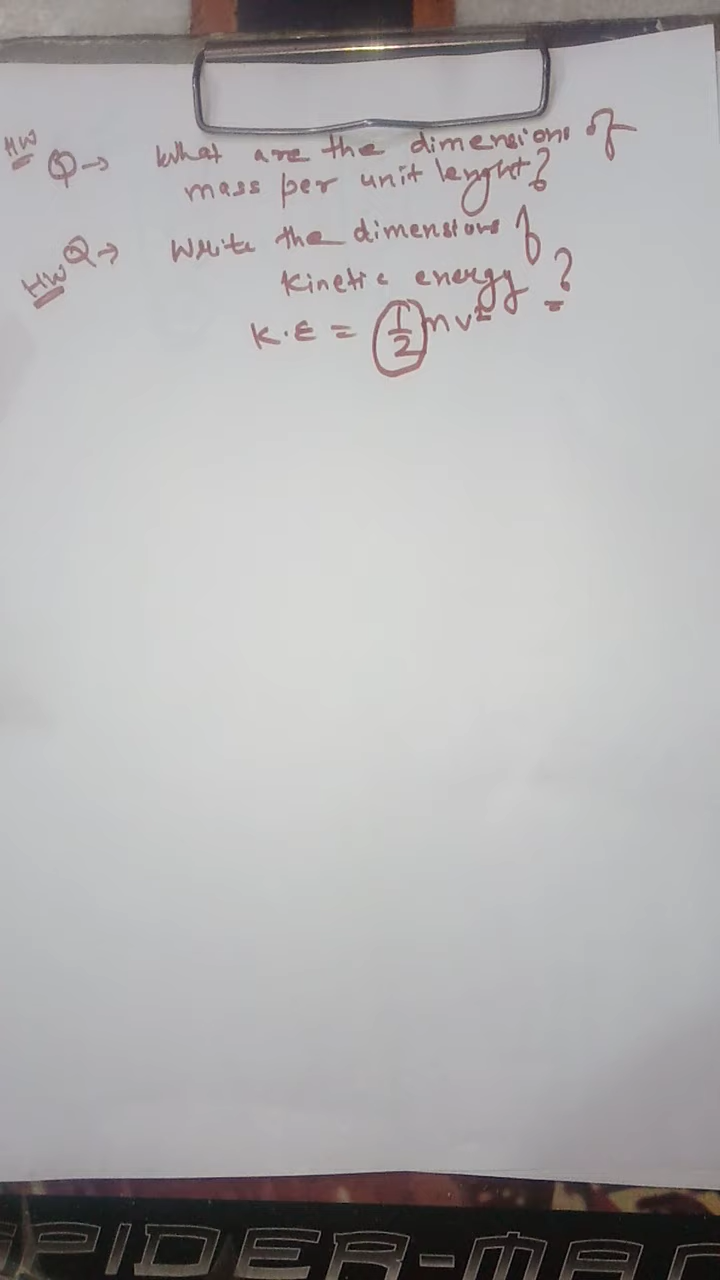 HW
Q→ What are the dimensions of
mass per unit lenght?
HW Q→ Write the dimensions of
Kinetic energy ?
K.E = 1/2 mv²
SPIDER-MA